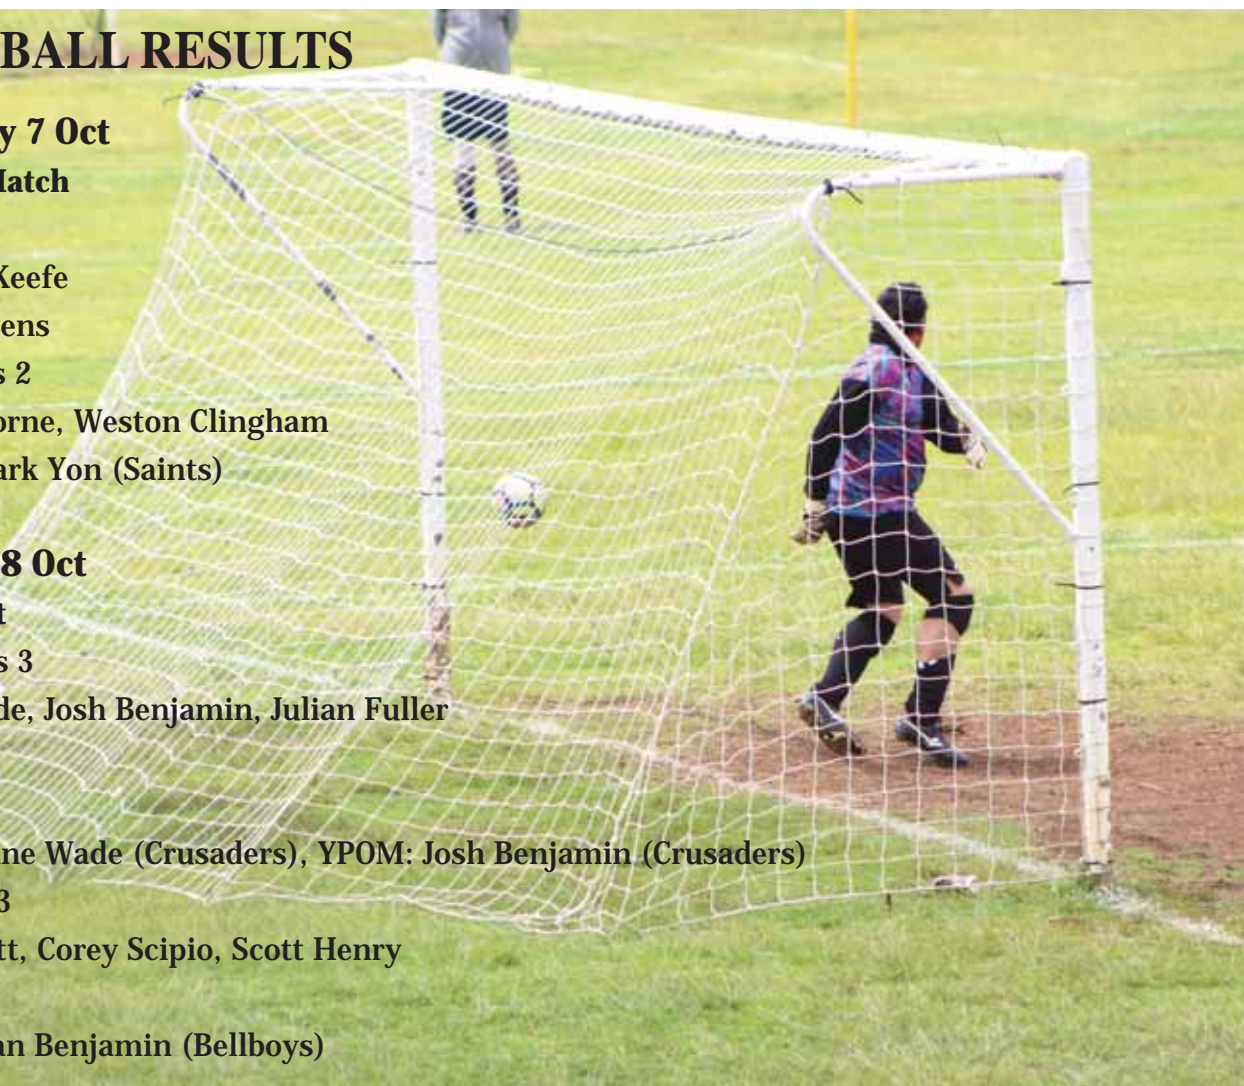 BALL RESULTS
y 7 Oct
Match
Keefe
ens
s 2
orne, Weston Clingham
ark Yon (Saints)
8 Oct
t
s 3
de, Josh Benjamin, Julian Fuller
ne Wade (Crusaders), YPOM: Josh Benjamin (Crusaders)
3
tt, Corey Scipio, Scott Henry
an Benjamin (Bellboys)